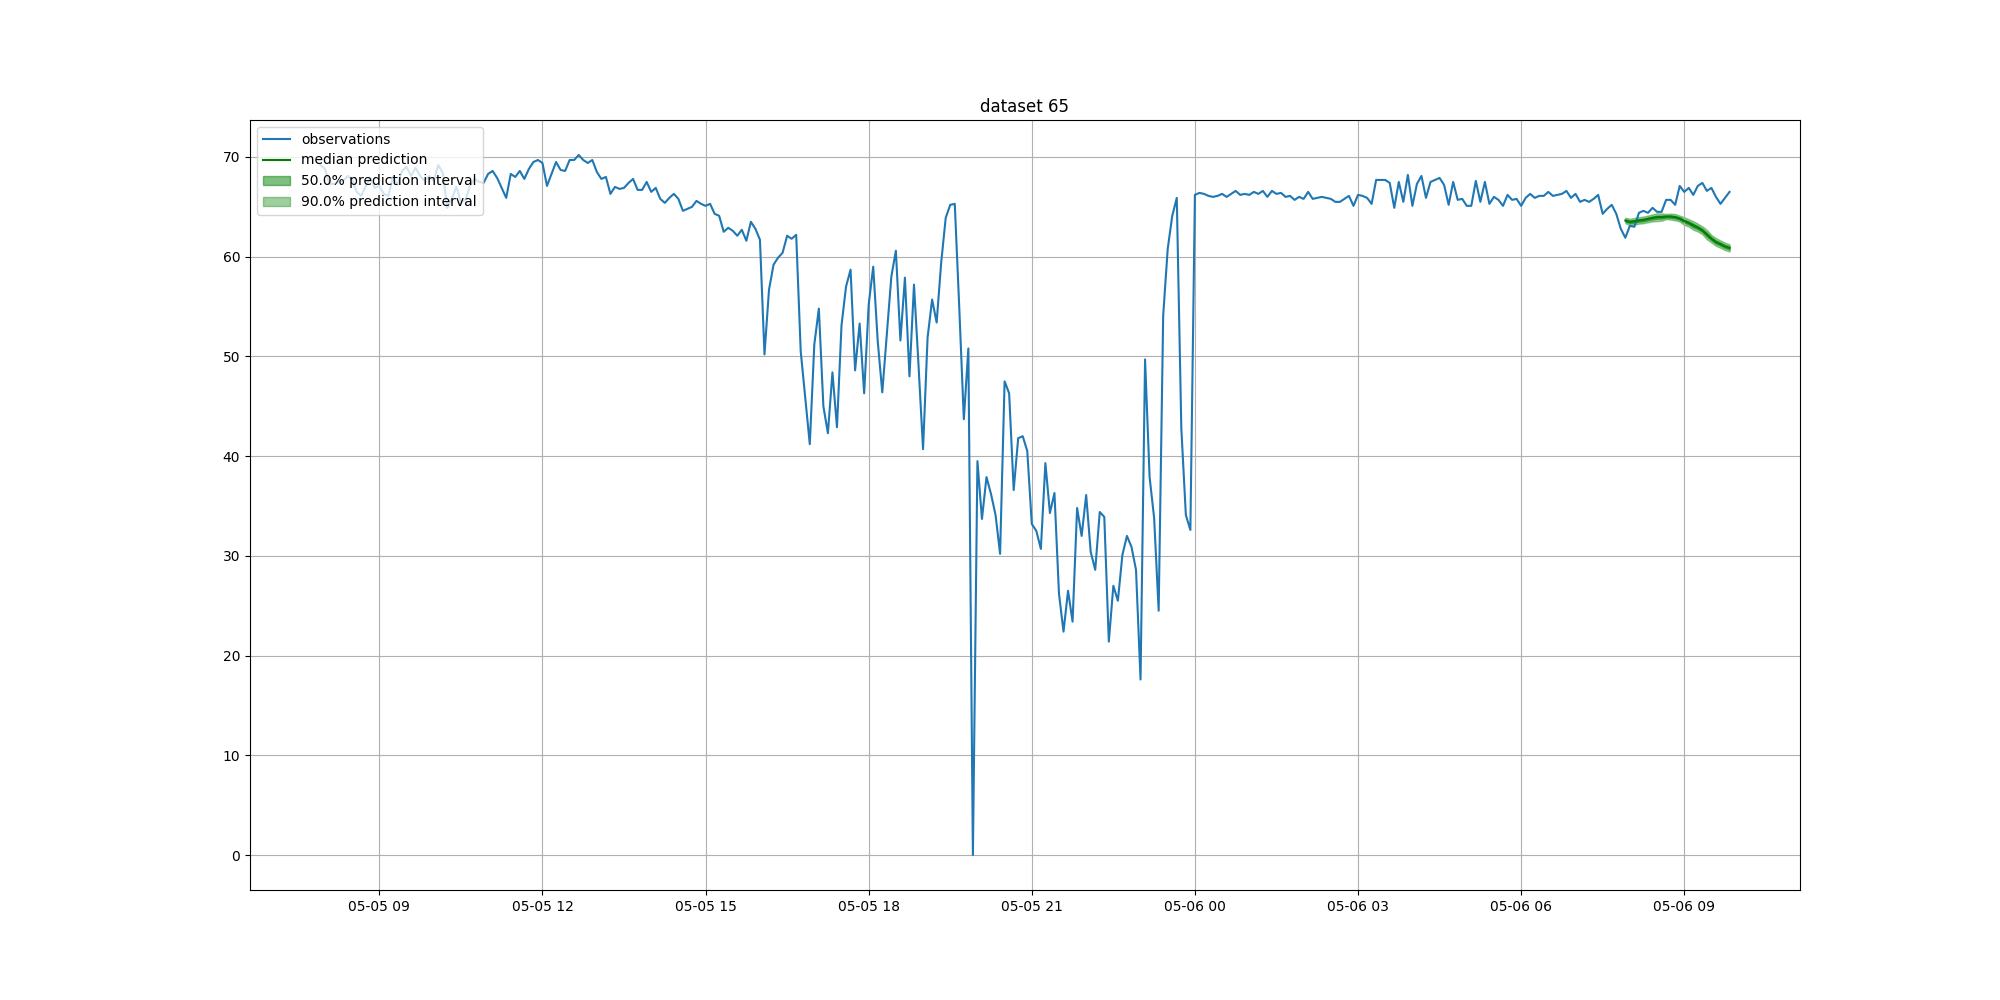 dataset 65
observations
median prediction
50.0% prediction interval
90.0% prediction interval
70
60
50
40
30
20
10
0
05-05 09 05-05 12 05-05 15 05-05 18 05-05 21 05-06 00 05-06 03 05-06 06 05-06 09